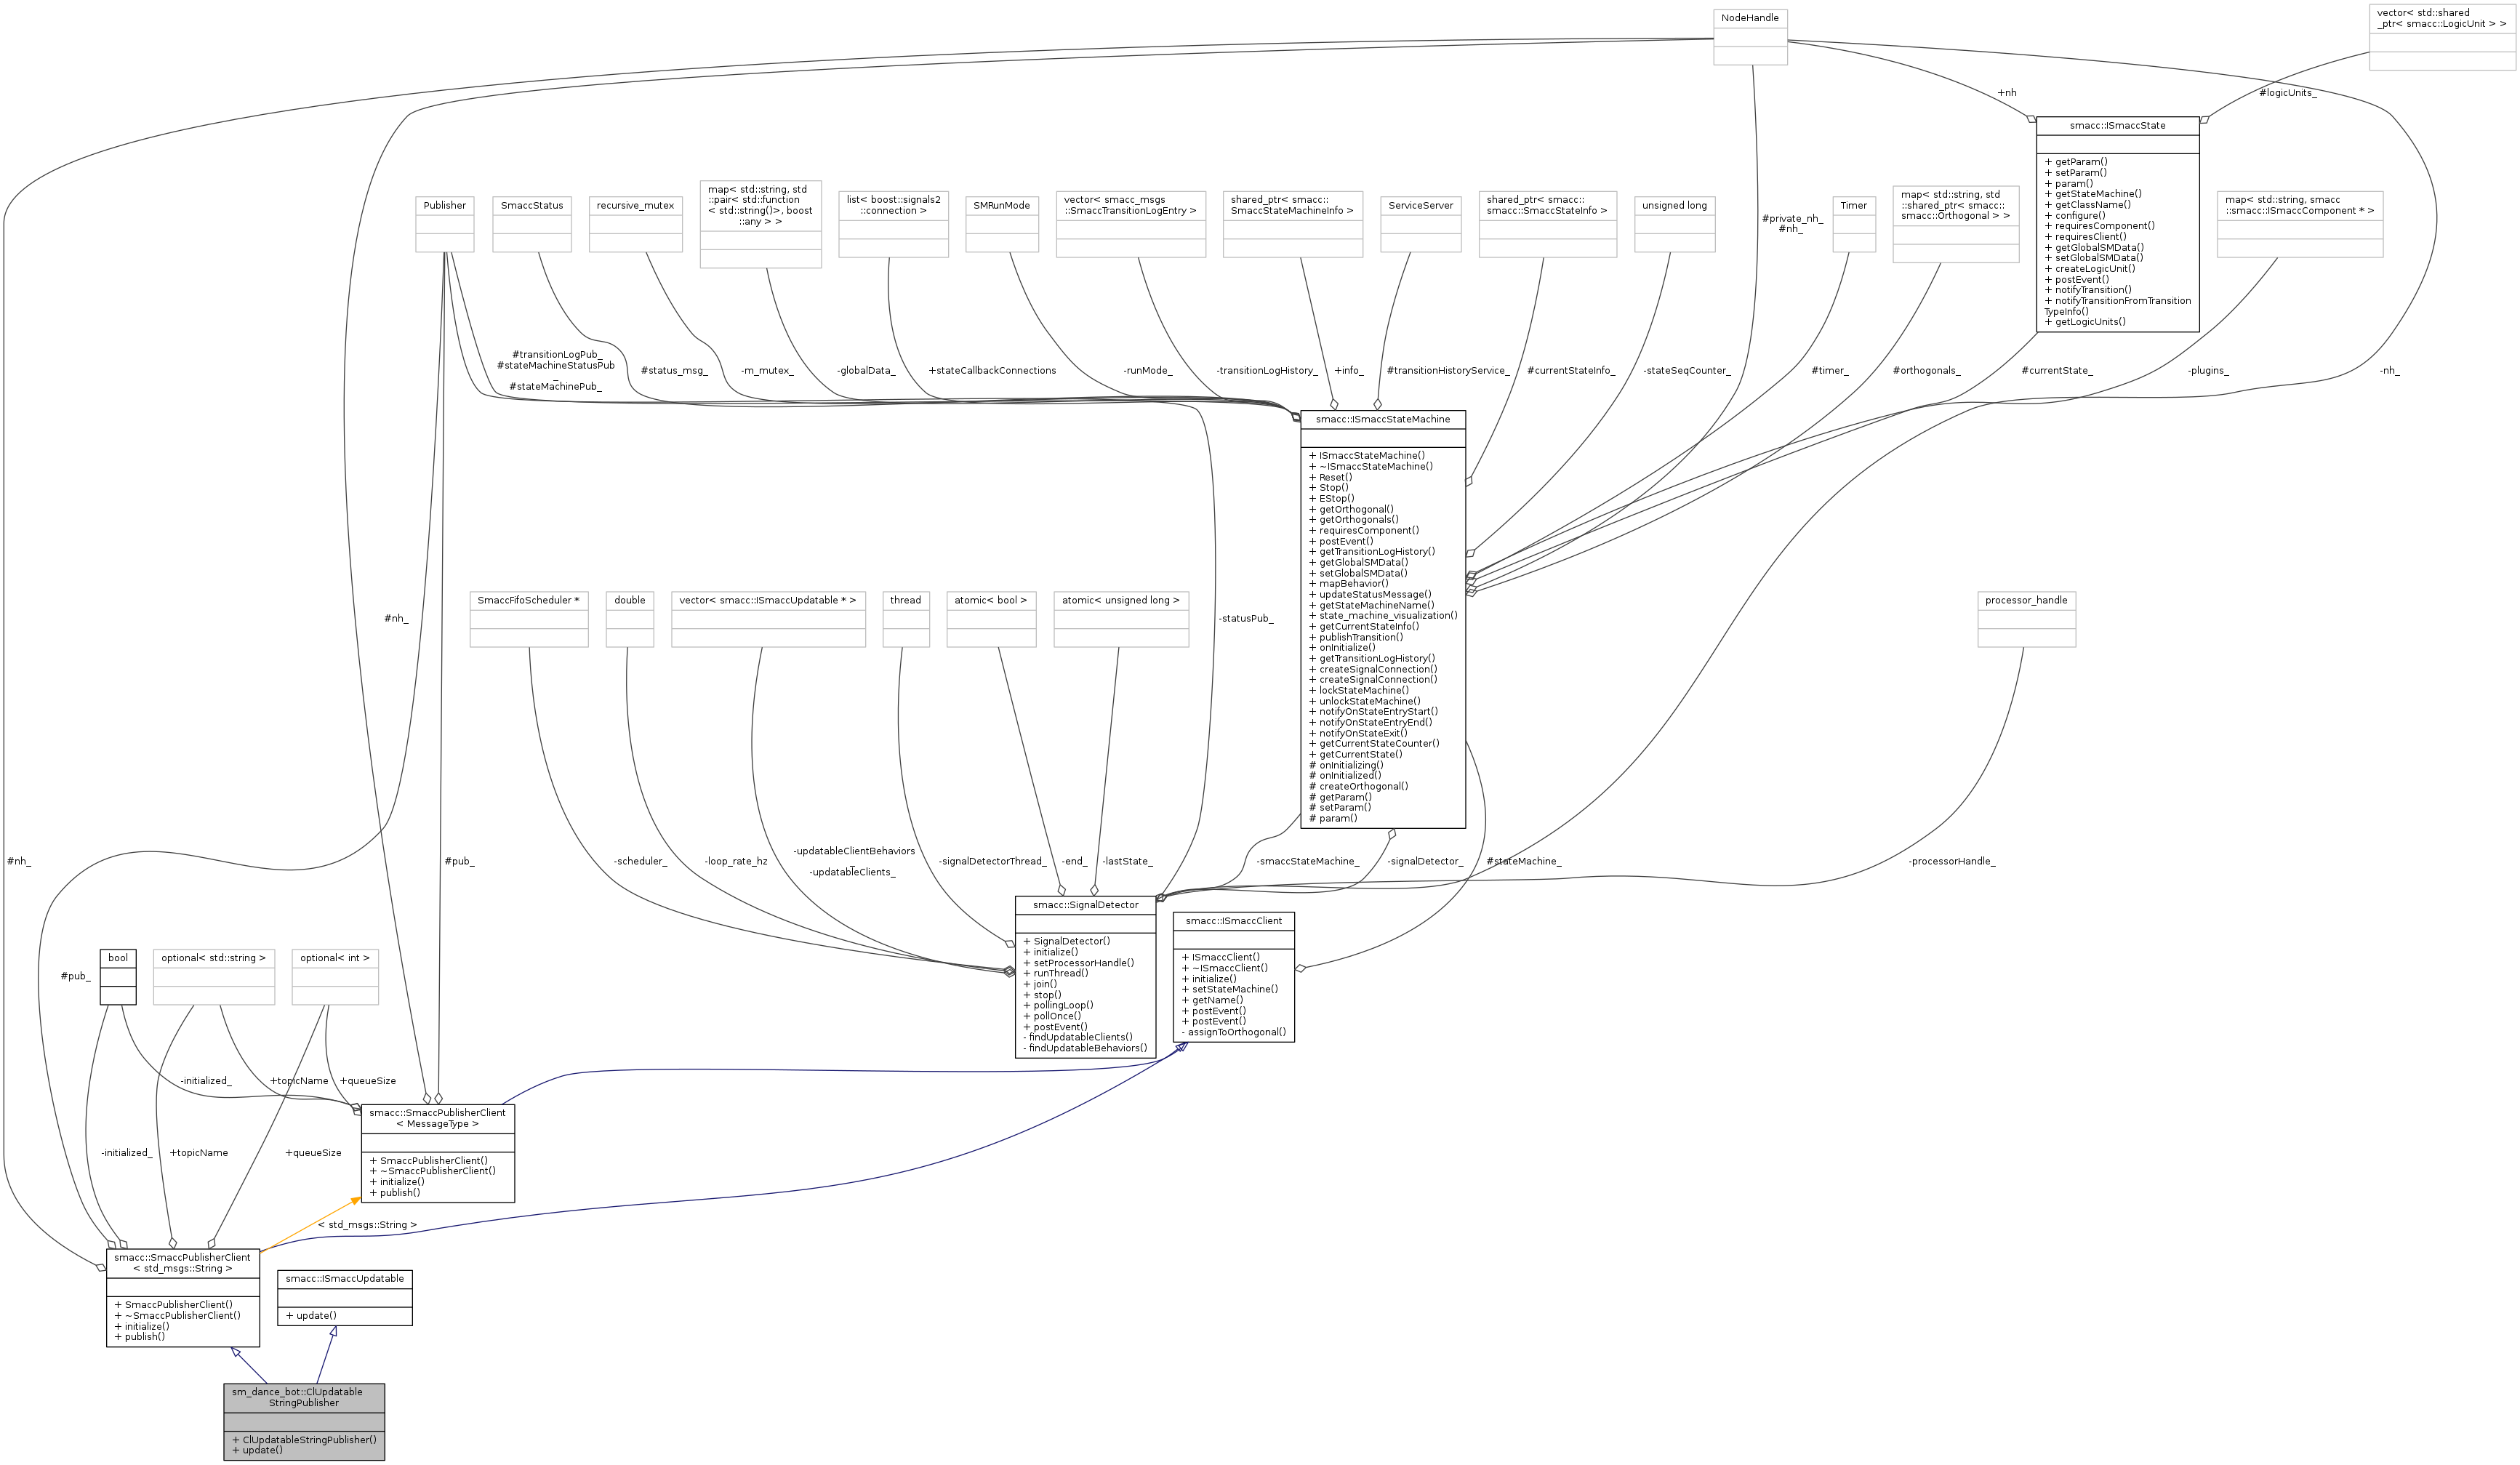 NodeHandle
vector< std::shared
_ptr< smacc::LogicUnit > >
+nh
#logicUnits_
smacc::ISmaccState
+ getParam()
+ setParam()
+ param()
+ getStateMachine()
+ getClassName()
+ configure()
+ requiresComponent()
+ requiresClient()
+ getGlobalSMData()
+ setGlobalSMData()
+ createLogicUnit()
+ postEvent()
+ notifyTransition()
+ notifyTransitionFromTransition
TypeInfo()
+ getLogicUnits()
Publisher
SmaccStatus
recursive_mutex
map< std::string, std
::pair< std::function
< std::string()>, boost
::any > >
list< boost::signals2
::connection >
SMRunMode
vector< smacc_msgs
::SmaccTransitionLogEntry >
shared_ptr< smacc::
SmaccStateMachineInfo >
ServiceServer
shared_ptr< smacc::
smacc::SmaccStateInfo >
unsigned long
#private_nh_
#nh_
Timer
map< std::string, std
::shared_ptr< smacc::
smacc::Orthogonal > >
map< std::string, smacc
::smacc::ISmaccComponent * >
#transitionLogPub_
#stateMachineStatusPub
_
#stateMachinePub_
#status_msg_
-m_mutex_
-globalData_
+stateCallbackConnections
-runMode_
-transitionLogHistory_
+info_
#transitionHistoryService_
#currentStateInfo_
-stateSeqCounter_
#timer_
#orthogonals_
#currentState_
-plugins_
-nh_
smacc::ISmaccStateMachine
+ ISmaccStateMachine()
+ ~ISmaccStateMachine()
+ Reset()
+ Stop()
+ EStop()
+ getOrthogonal()
+ getOrthogonals()
+ requiresComponent()
+ postEvent()
+ getTransitionLogHistory()
+ getGlobalSMData()
+ setGlobalSMData()
+ mapBehavior()
+ updateStatusMessage()
+ getStateMachineName()
+ state_machine_visualization()
+ getCurrentStateInfo()
+ publishTransition()
+ onInitialize()
+ getTransitionLogHistory()
+ createSignalConnection()
+ createSignalConnection()
+ lockStateMachine()
+ unlockStateMachine()
+ notifyOnStateEntryStart()
+ notifyOnStateEntryEnd()
+ notifyOnStateExit()
+ getCurrentStateCounter()
+ getCurrentState()
# onInitializing()
# onInitialized()
# createOrthogonal()
# getParam()
# setParam()
# param()
#nh_
SmaccFifoScheduler *
double
vector< smacc::ISmaccUpdatable * >
thread
atomic< bool >
atomic< unsigned long >
-statusPub_
processor_handle
#nh_
#pub_
-scheduler_
-loop_rate_hz
-updatableClientBehaviors
_
-updatableClients_
-signalDetectorThread_
-end_
-lastState_
-smaccStateMachine_
-signalDetector_
#stateMachine_
-processorHandle_
smacc::SignalDetector
+ SignalDetector()
+ initialize()
+ setProcessorHandle()
+ runThread()
+ join()
+ stop()
+ pollingLoop()
+ pollOnce()
+ postEvent()
- findUpdatableClients()
- findUpdatableBehaviors()
smacc::ISmaccClient
+ ISmaccClient()
+ ~ISmaccClient()
+ initialize()
+ setStateMachine()
+ getName()
+ postEvent()
+ postEvent()
- assignToOrthogonal()
#pub_
bool
optional< std::string >
optional< int >
-initialized_
+topicName
+queueSize
smacc::SmaccPublisherClient
< MessageType >
+ SmaccPublisherClient()
+ ~SmaccPublisherClient()
+ initialize()
+ publish()
-initialized_
+topicName
+queueSize
< std_msgs::String >
smacc::SmaccPublisherClient
< std_msgs::String >
+ SmaccPublisherClient()
+ ~SmaccPublisherClient()
+ initialize()
+ publish()
smacc::ISmaccUpdatable
+ update()
sm_dance_bot::ClUpdatable
StringPublisher
+ ClUpdatableStringPublisher()
+ update()